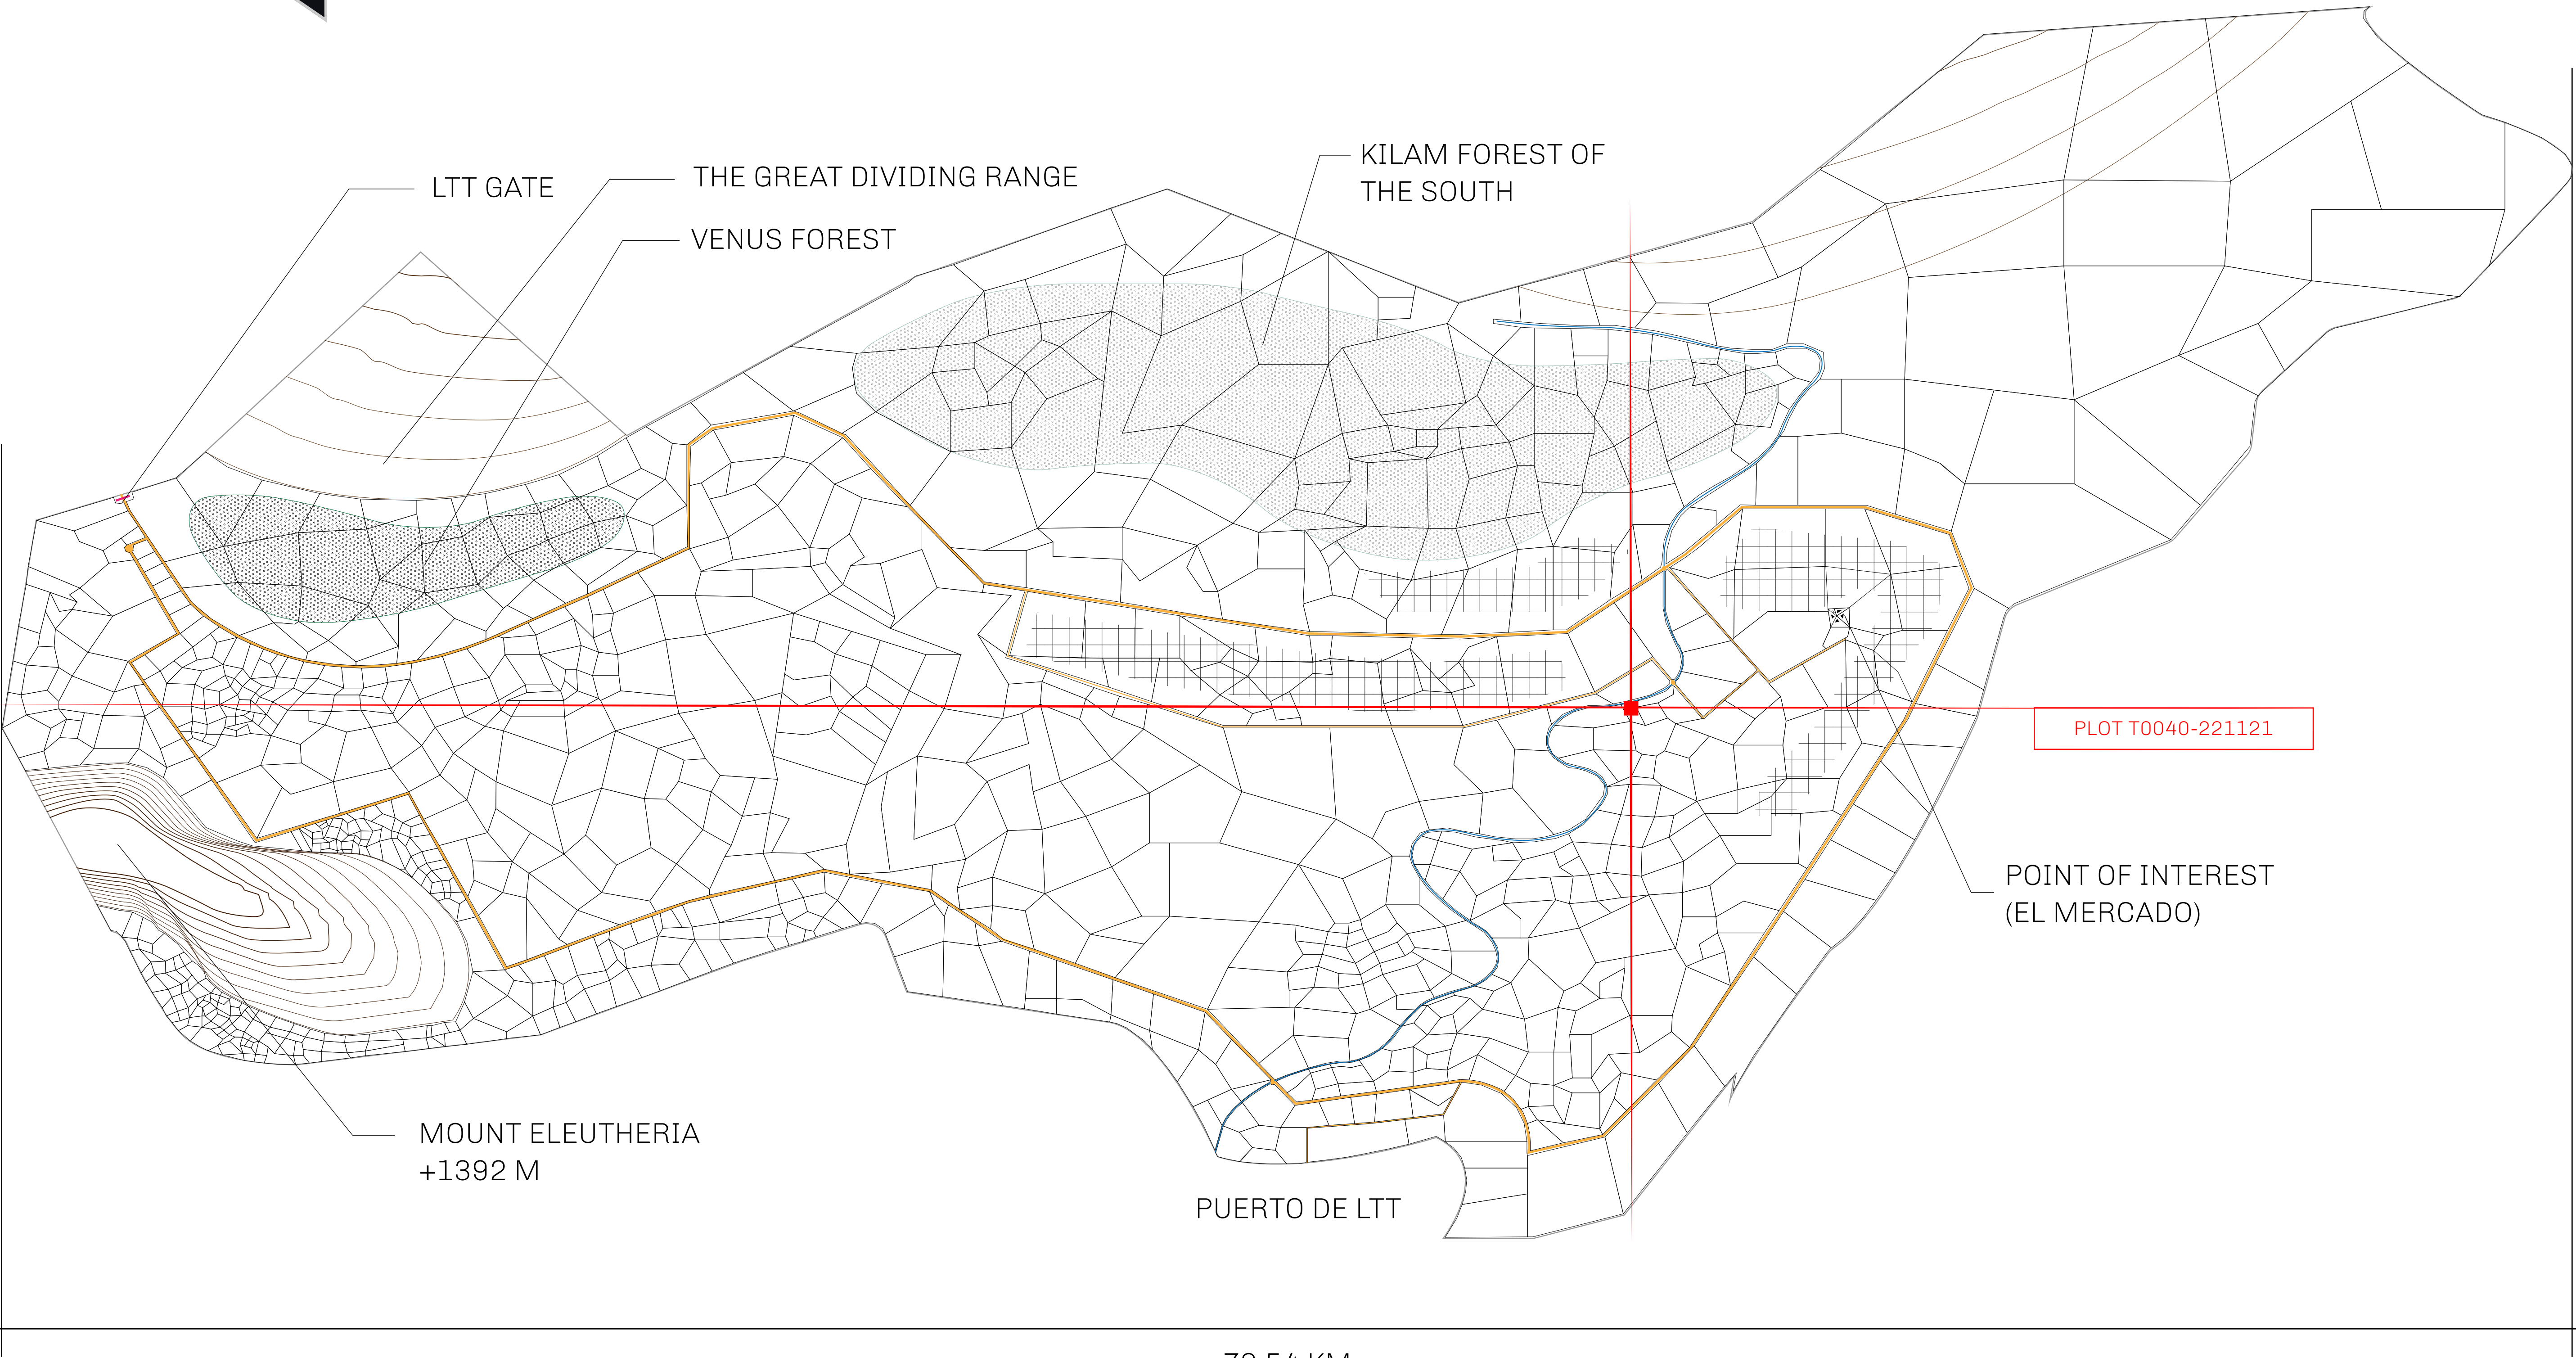 KILAM FOREST OF
THE SOUTH
THE GREAT DIVIDING RANGE
LTT GATE
VENUS FOREST
PLOT T0040-221121
POINT OF INTEREST
(EL MERCADO)
MOUNT ELEUTHERIA
+1392 M
PUERTO DE LTT
KM